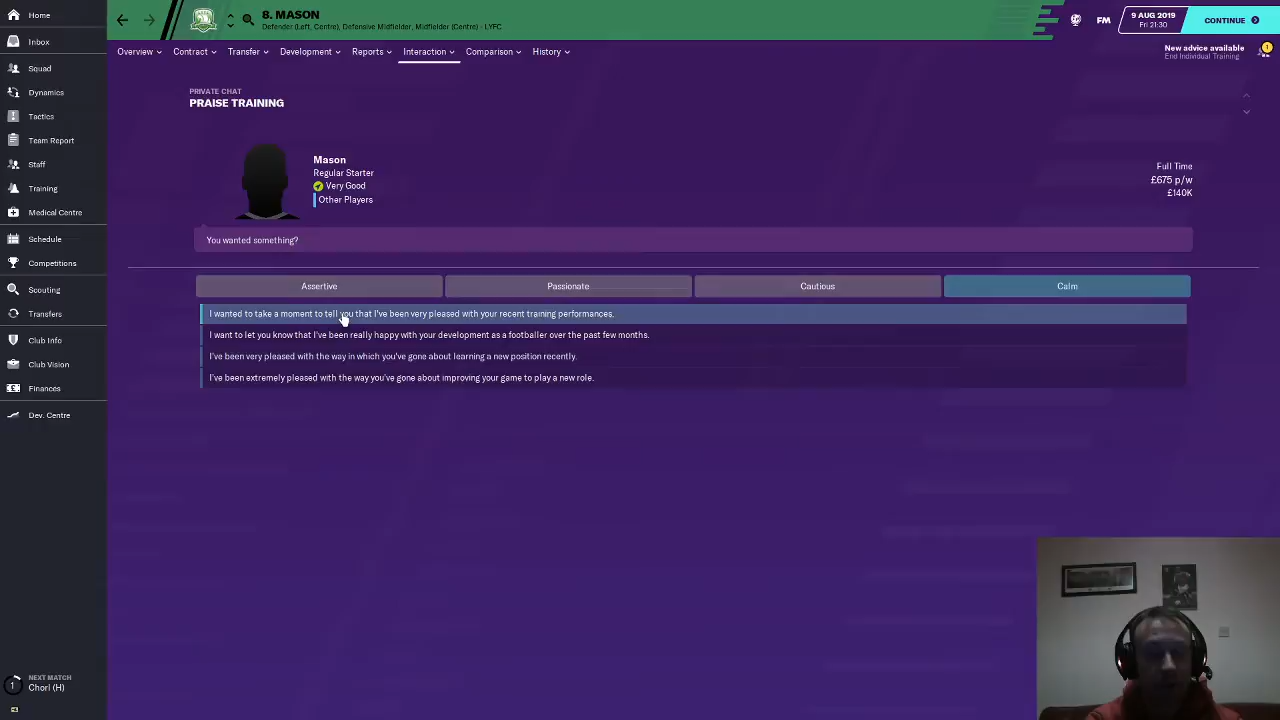 8. MASON
Defender (Left, Centre), Defensive Midfielder, Midfielder (Centre) - LYFC
FM
9 AUG 2019
Fri 21:30
CONTINUE
Home
Inbox
Squad
Dynamics
Tactics
Team Report
Staff
Training
Medical Centre
Schedule
Competitions
Scouting
Transfers
Club Info
Club Vision
Finances
Dev. Centre
1
NEXT MATCH
Chorl (H)
Overview
Contract
Transfer
Development
Reports
Interaction
Comparison
History
New advice available
End Individual Training
1
PRIVATE CHAT
PRAISE TRAINING
Mason
Regular Starter
Very Good
Other Players
Full Time
£675 p/w
£140K
You wanted something?
Assertive
Passionate
Cautious
Calm
I wanted to take a moment to tell you that I've been very pleased with your recent training performances.
I want to let you know that I've been really happy with your development as a footballer over the past few months.
I've been very pleased with the way in which you've gone about learning a new position recently.
I've been extremely pleased with the way you've gone about improving your game to play a new role.